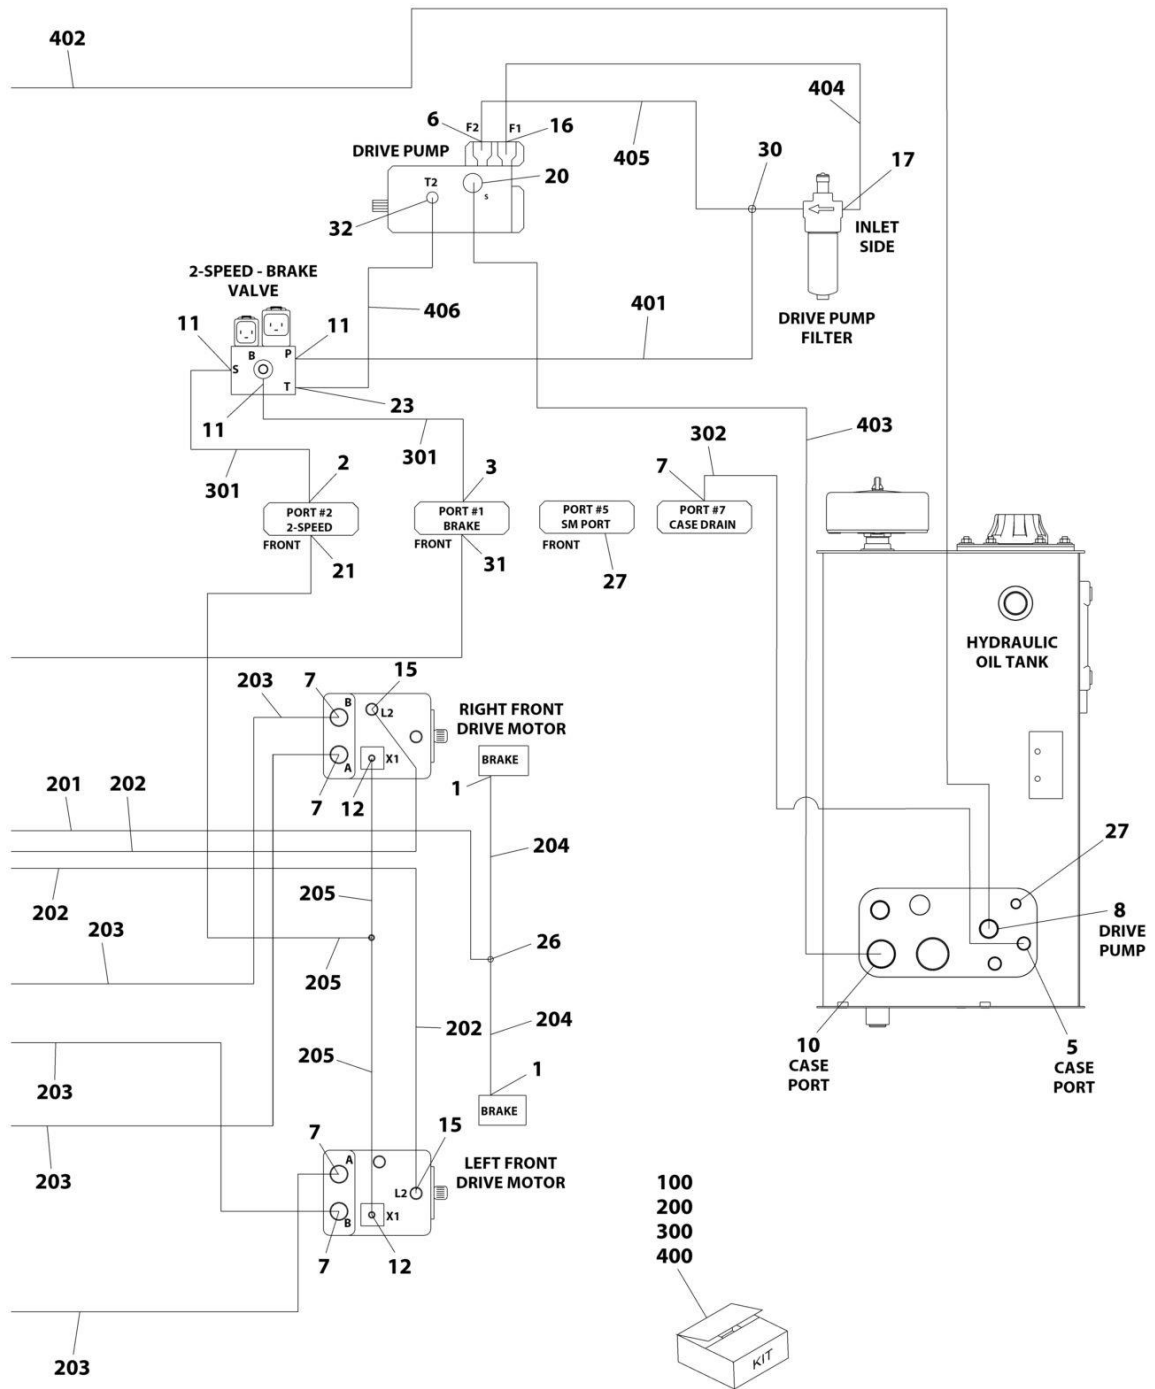 402
6
F2
F1
16
404
DRIVE PUMP
405
30
17
T2
20
S
32
INLET
SIDE
2-SPEED - BRAKE
VALVE
406
401
DRIVE PUMP
FILTER
11
11
B
P
S
T
23
11
403
301
302
301
2
3
7
PORT #2
2-SPEED
PORT #1
BRAKE
PORT #5
SM PORT
PORT #7
CASE DRAIN
FRONT
FRONT
FRONT
21
31
27
HYDRAULIC
OIL TANK
203
7
15
B
L2
RIGHT FRONT
DRIVE MOTOR
BRAKE
X1
A
1
201
202
7
12
204
27
205
202
8
DRIVE
PUMP
203
26
205
204
202
205
10
CASE
PORT
5
CASE
PORT
203
1
BRAKE
7
15
203
A
LEFT FRONT
DRIVE MOTOR
L2
X1
B
100
200
300
400
7
12
203
KIT